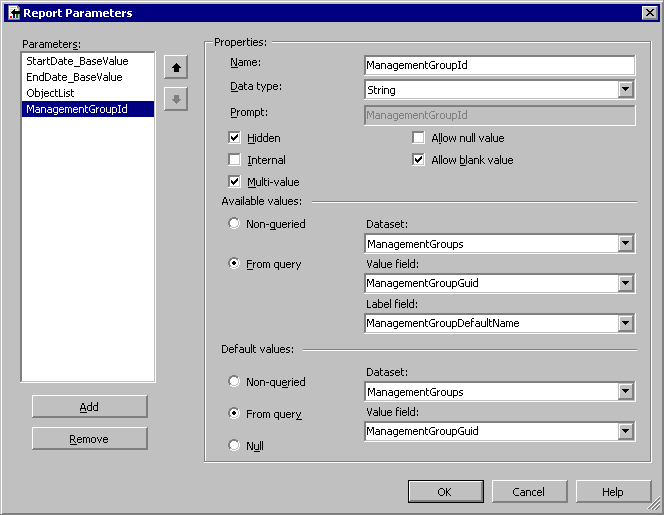 Report Parameters
Parameters:
StartDate_BaseValue
EndDate_BaseValue
ObjectList
ManagementGroupId
Add
Remove
Properties:
Name:
ManagementGroupId
Data type:
String
Prompt:
ManagementGroupId
Hidden
Allow null value
Internal
Allow blank value
Multi-value
Available values:
Non-queried
Dataset:
ManagementGroups
From query
Value field:
ManagementGroupGuid
Label field:
ManagementGroupDefaultName
Default values:
Non-queried
Dataset:
ManagementGroups
From query
Value field:
ManagementGroupGuid
Null
OK
Cancel
Help